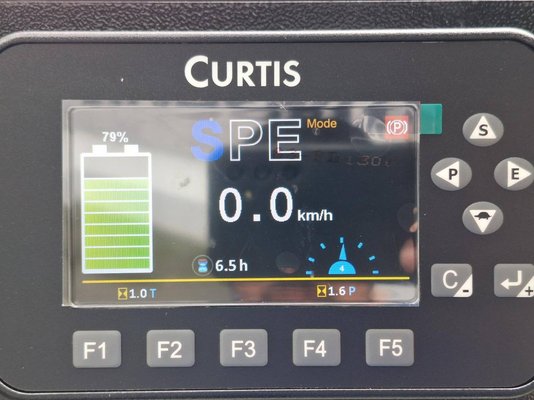 CURTIS
79%
SPE Mode
(P)
0.0 km/h
6.5 h
4
1.0 T
1.6 P
S
P E
C -
+
F1 F2 F3 F4 F5